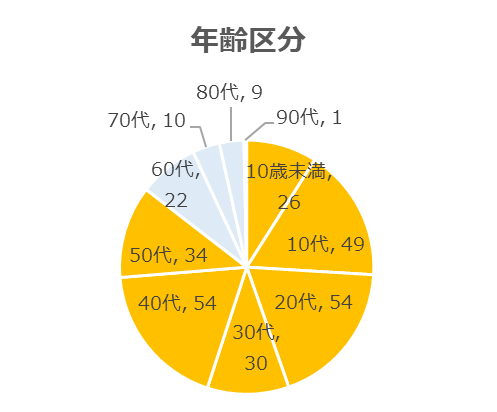 年齢区分
80代, 9
70代, 10
90代, 1
60代,
22
10歳未満,
26
10代, 49
50代, 34
20代, 54
40代, 54
30代,
30